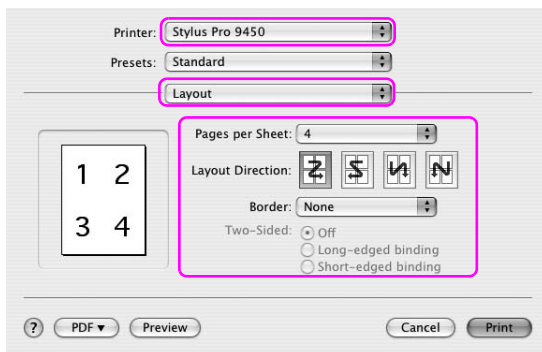 Printer: Stylus Pro 9450
Presets: Standard
Layout
Pages per Sheet: 4
1 2
3 4
Layout Direction:
Border: None
Two-Sided: Off
Long-edged binding
Short-edged binding
? PDF▼ Preview Cancel Print